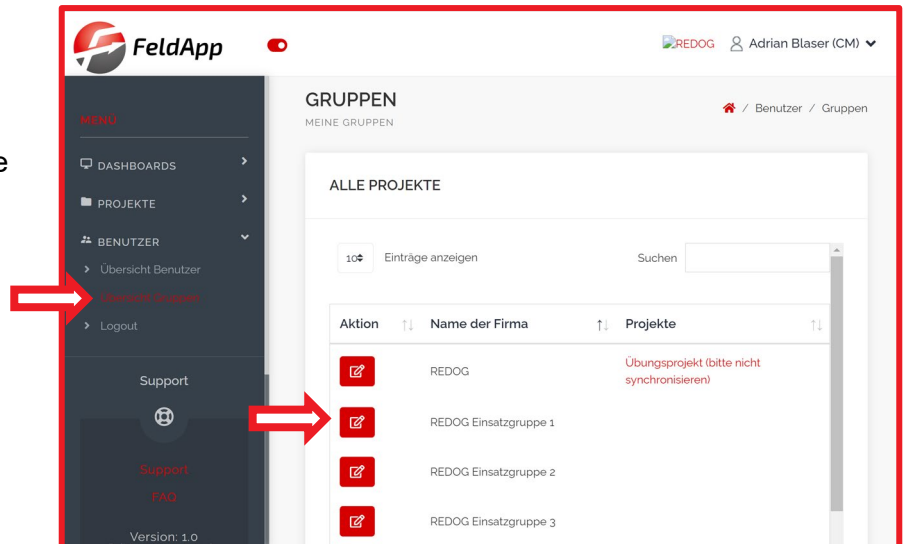 FeldApp
REDOG Adrian Blaser (CM)
e
MENÜ
DASHBOARDS
PROJEKTE
BENUTZER
Übersicht Benutzer
Übersicht Gruppen
Logout
Support
Support
FAQ
Version: 1.0
GRUPPEN
MEINE GRUPPEN
/ Benutzer / Gruppen
ALLE PROJEKTE
10 Einträge anzeigen
Suchen
Aktion Name der Firma Projekte
REDOG Übungsprojekt (bitte nicht
synchronisieren)
REDOG Einsatzgruppe 1
REDOG Einsatzgruppe 2
REDOG Einsatzgruppe 3